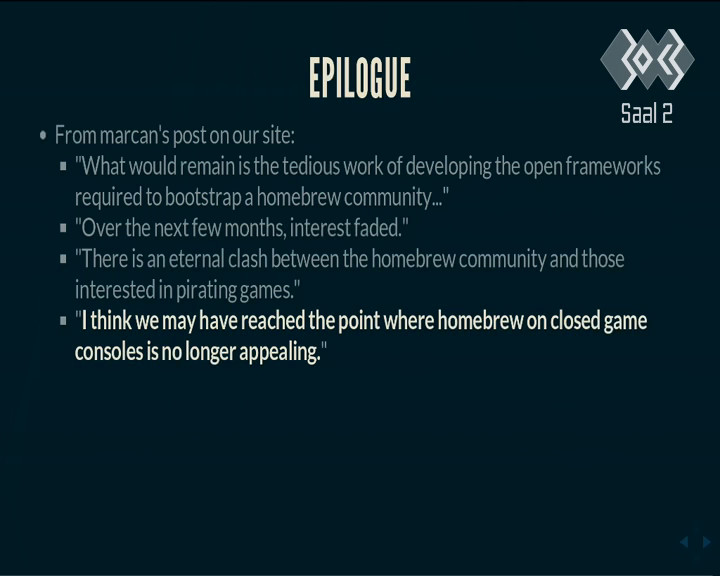 EPILOGUE
Saal 2
• From marcan's post on our site:
▪ "What would remain is the tedious work of developing the open frameworks
required to bootstrap a homebrew community..."
▪ "Over the next few months, interest faded."
▪ "There is an eternal clash between the homebrew community and those
interested in pirating games."
▪ "I think we may have reached the point where homebrew on closed game
consoles is no longer appealing."